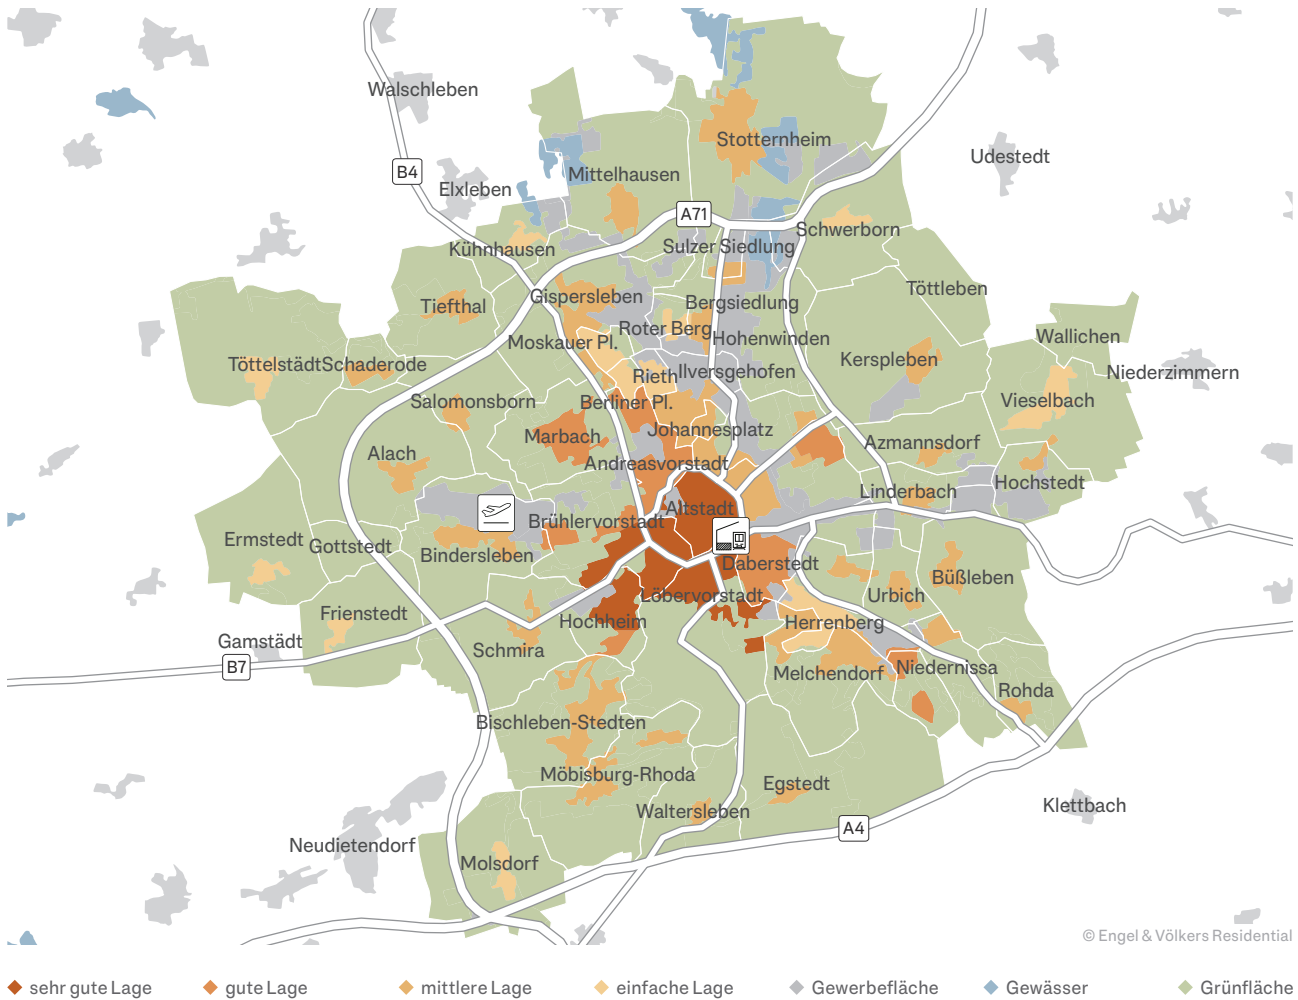 Walschleben
Stotternheim
Udestedt
B4
Mittelhausen
Elxleben
A71
Schwerborn
Kühnhausen
Sulzer Siedlung
Töttleben
Gispersleben
Bergsiedlung
Tiefthal
Roter Berg
Hohenwinden
Wallichen
Moskauer Pl.
Kerspleben
Töttelstädt
Schaderode
Rieth
Ilversgehofen
Niederzimmern
Salomonsborn
Berliner Pl.
Vieselbach
Marbach
Johannesplatz
Azmannsdorf
Alach
Andreasvorstadt
Hochstedt
Linderbach
Altstadt
Brühlervorstadt
Ermstedt
Gottstedt
Bindersleben
Daberstedt
Büßleben
Urbich
Löbervorstadt
Frienstedt
Hochheim
Herrenberg
Gamstädt
Schmira
B7
Melchendorf
Niedernissa
Rohda
Bischleben-Stedten
Möbisburg-Rhoda
Egstedt
Klettbach
Waltersleben
A4
Neudietendorf
Molsdorf
© Engel & Völkers Residential
sehr gute Lage
gute Lage
mittlere Lage
einfache Lage
Gewerbefläche
Gewässer
Grünfläche